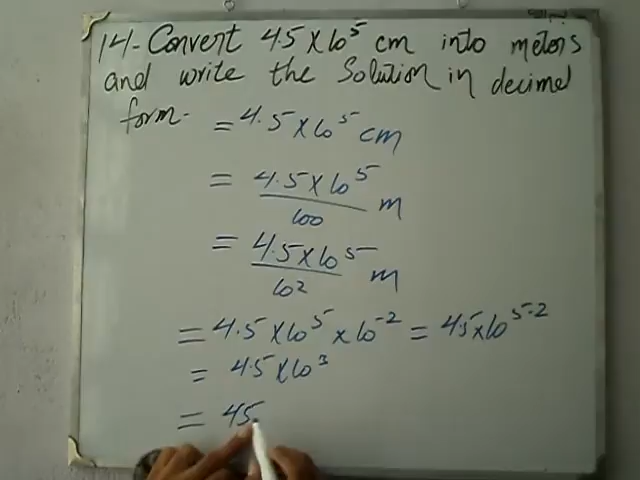 14- Convert 4.5 × 10⁵ cm into meters
and write the Solution in decimal
form-
= 4.5 × 10⁵ cm
= 4.5 × 10⁵ / 100 m
= 4.5 × 10⁵ / 10² m
= 4.5 × 10⁵ × 10⁻² = 4.5 × 10⁵⁻²
= 4.5 × 10³
= 45